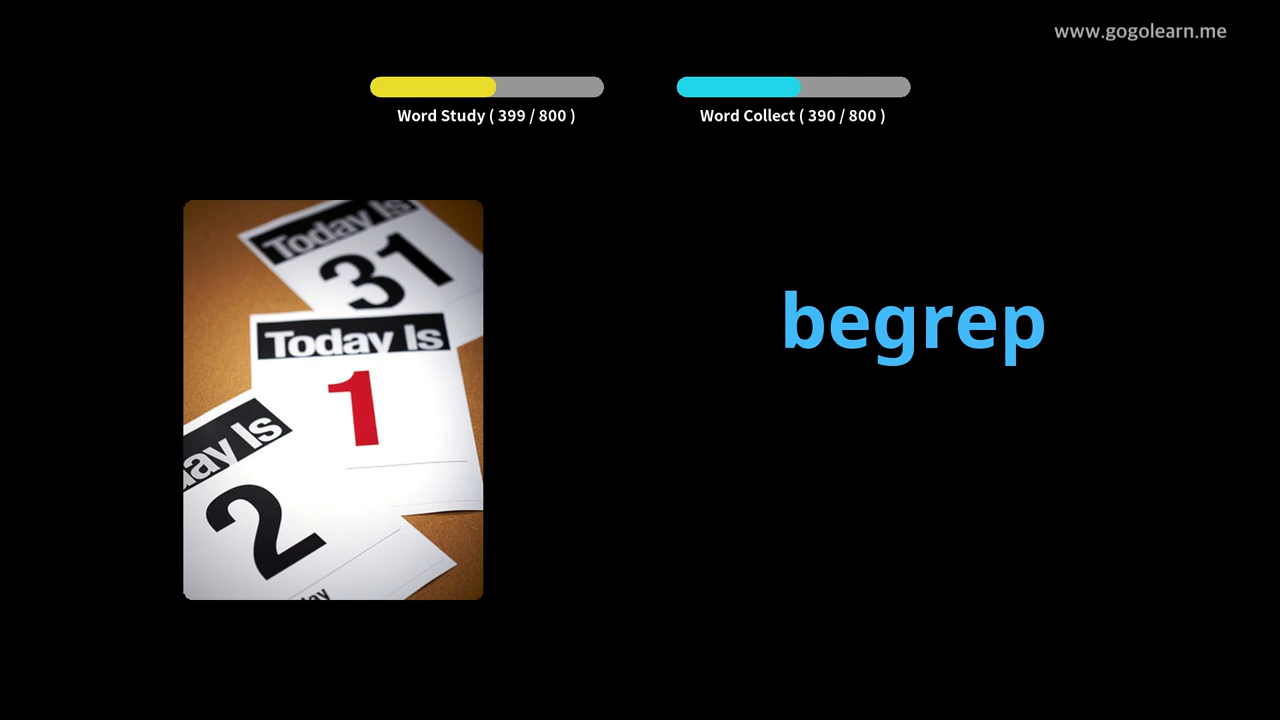 www.gogolearn.me
Word Study ( 399 / 800 )
Word Collect ( 390 / 800 )
Today Is
31
Today Is
1
begrep
ay Is
2